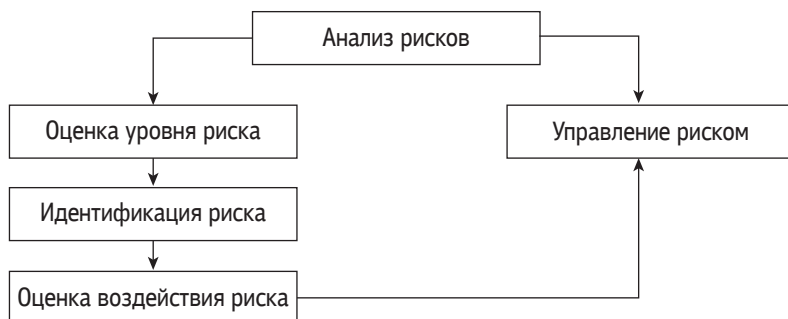 Анализ рисков
Оценка уровня риска
Управление риском
Идентификация риска
Оценка воздействия риска